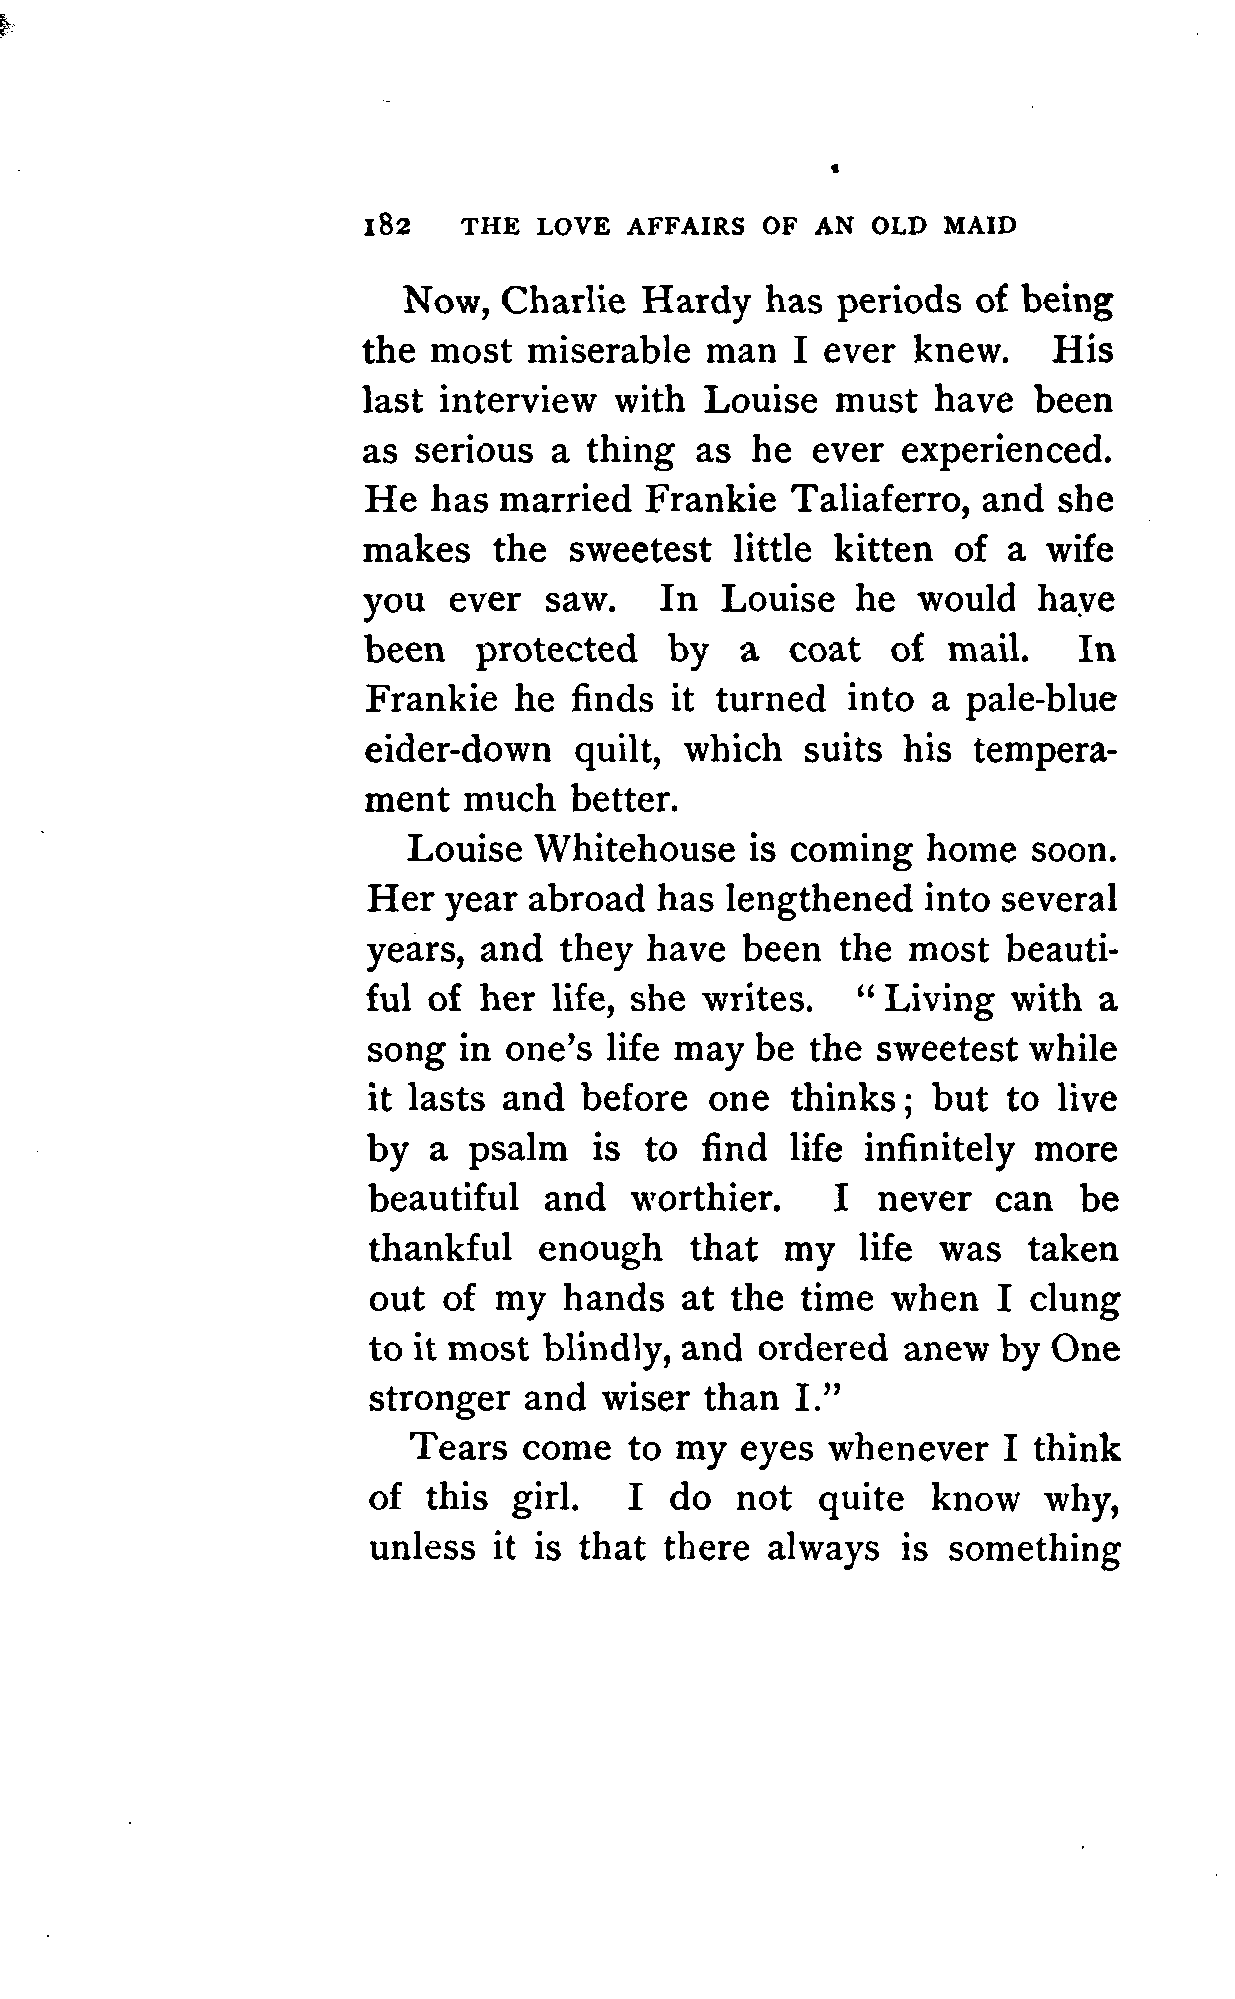 182 THE LOVE AFFAIRS OF AN OLD MAID
Now, Charlie Hardy has periods of being
the most miserable man I ever knew. His
last interview with Louise must have been
as serious a thing as he ever experienced.
He has married Frankie Taliaferro, and she
makes the sweetest little kitten of a wife
you ever saw. In Louise he would have
been protected by a coat of mail. In
Frankie he finds it turned into a pale-blue
eider-down quilt, which suits his tempera-
ment much better.
Louise Whitehouse is coming home soon.
Her year abroad has lengthened into several
years, and they have been the most beauti-
ful of her life, she writes. "Living with a
song in one's life may be the sweetest while
it lasts and before one thinks; but to live
by a psalm is to find life infinitely more
beautiful and worthier. I never can be
thankful enough that my life was taken
out of my hands at the time when I clung
to it most blindly, and ordered anew by One
stronger and wiser than I."
Tears come to my eyes whenever I think
of this girl. I do not quite know why,
unless it is that there always is something